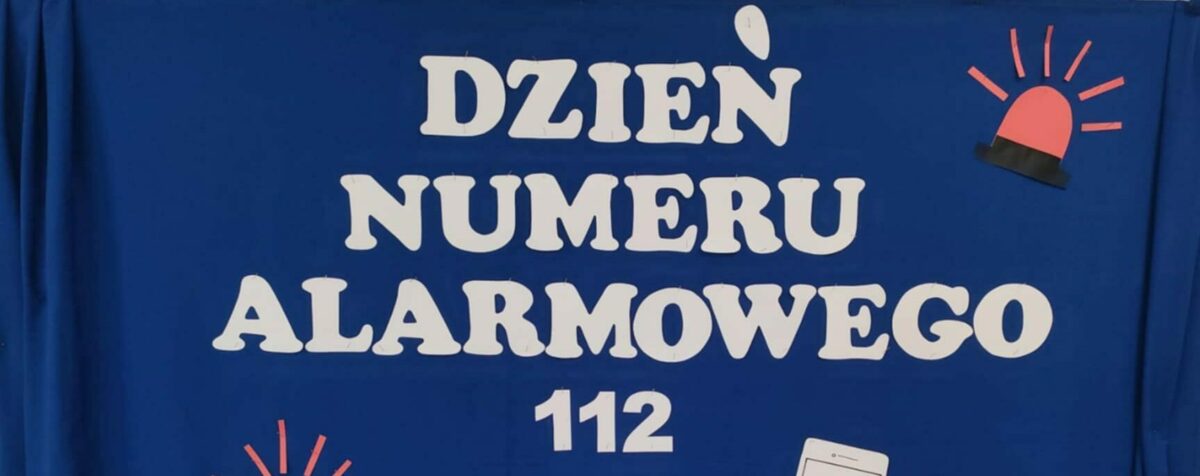 DZIEŃ
NUMERU
ALARMOWEGO
112